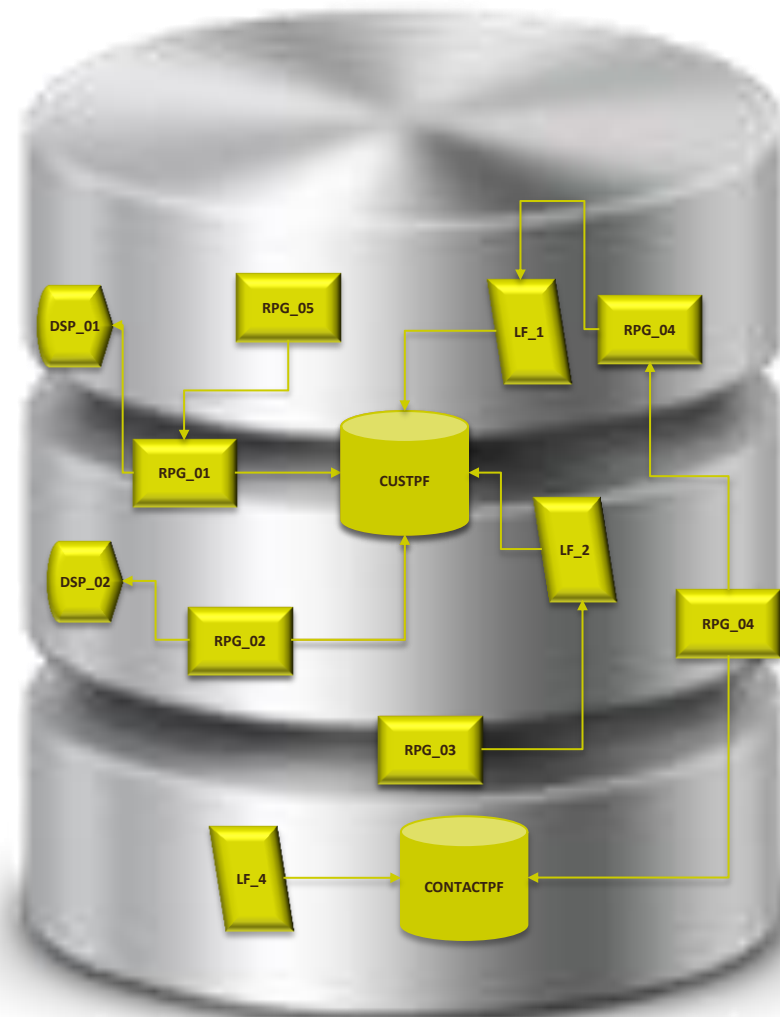 DSP_01
RPG_05
LF_1
RPG_04
RPG_01
CUSTPF
LF_2
DSP_02
RPG_02
RPG_04
RPG_03
LF_4
CONTACTPF